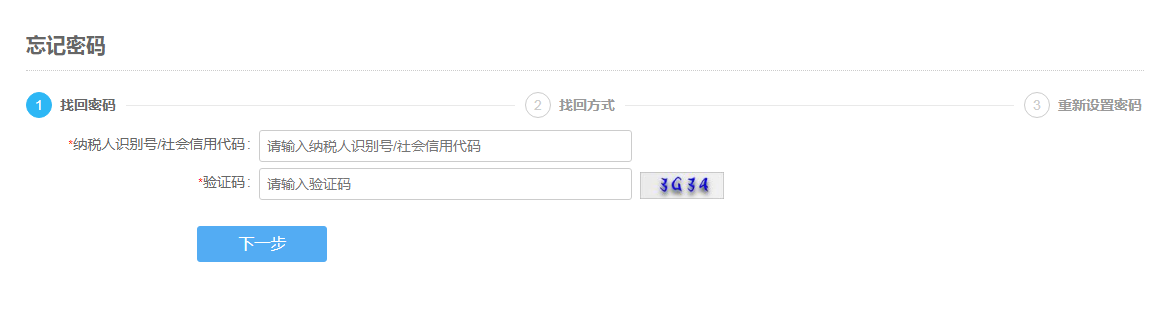 忘记密码
1 找回密码 2 找回方式 3 重新设置密码
*纳税人识别号/社会信用代码: 请输入纳税人识别号/社会信用代码
*验证码: 请输入验证码 3G34
下一步